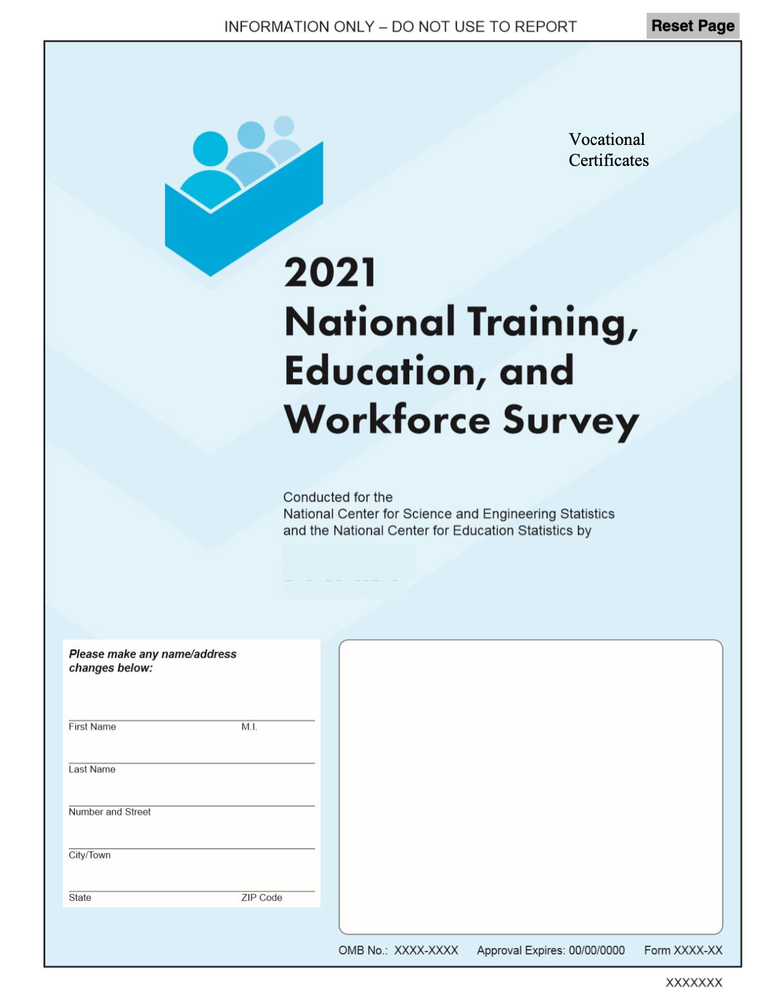 INFORMATION ONLY – DO NOT USE TO REPORT
Reset Page
Vocational
Certificates
2021
National Training,
Education, and
Workforce Survey
Conducted for the
National Center for Science and Engineering Statistics
and the National Center for Education Statistics by
Please make any name/address
changes below:
First Name M.I.
Last Name
Number and Street
City/Town
State ZIP Code
OMB No.: XXXX-XXXX Approval Expires: 00/00/0000 Form XXXX-XX
XXXXXXX